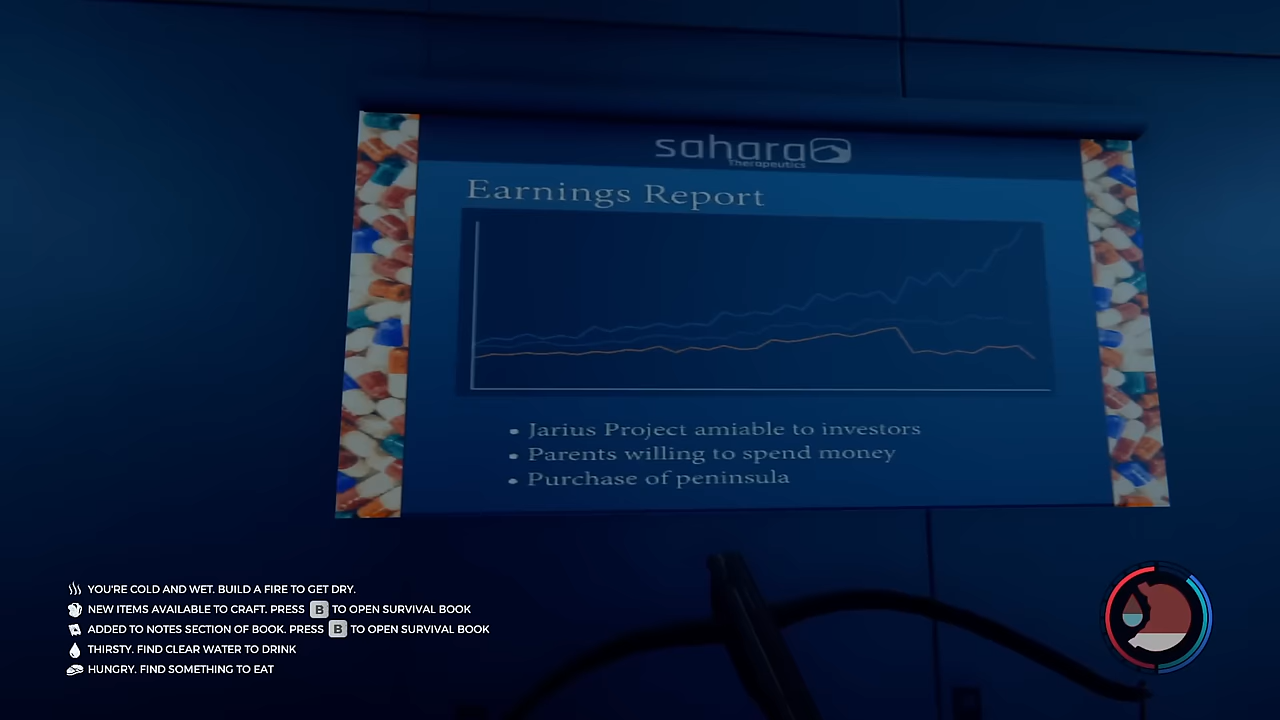 sahara
Therapeutics
Earnings Report
• Jarius Project amiable to investors
• Parents willing to spend money
• Purchase of peninsula
YOU'RE COLD AND WET. BUILD A FIRE TO GET DRY.
NEW ITEMS AVAILABLE TO CRAFT. PRESS B TO OPEN SURVIVAL BOOK
ADDED TO NOTES SECTION OF BOOK. PRESS B TO OPEN SURVIVAL BOOK
THIRSTY. FIND CLEAR WATER TO DRINK
HUNGRY. FIND SOMETHING TO EAT